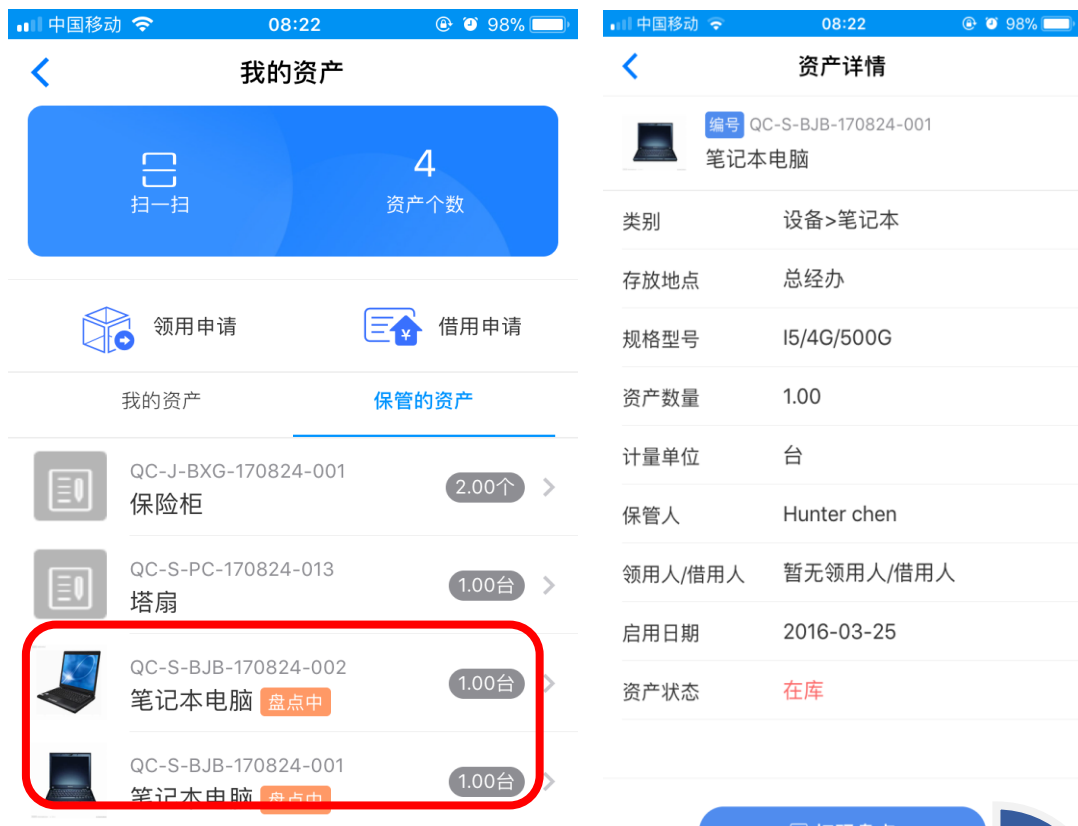 中国移动 08:22 98%
我的资产
4
扫一扫 资产个数
领用申请 借用申请
我的资产 保管的资产
QC-J-BXG-170824-001
保险柜 2.00个
QC-S-PC-170824-013
塔扇 1.00台
QC-S-BJB-170824-002
笔记本电脑 盘点中 1.00台
QC-S-BJB-170824-001
笔记本电脑 盘点中 1.00台
中国移动 08:22 98%
资产详情
编号 QC-S-BJB-170824-001
笔记本电脑
类别 设备>笔记本
存放地点 总经办
规格型号 I5/4G/500G
资产数量 1.00
计量单位 台
保管人 Hunter chen
领用人/借用人 暂无领用人/借用人
启用日期 2016-03-25
资产状态 在库